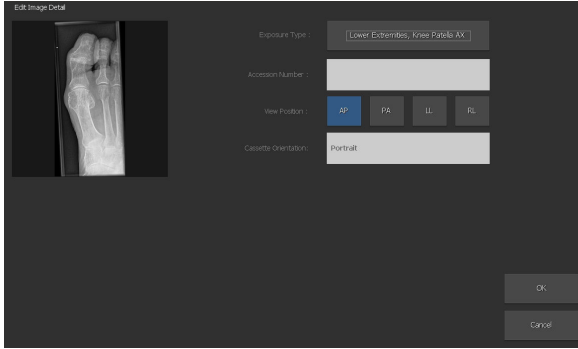 Edit Image Detail
Exposure Type :
Lower Extremities, Knee Patella AX
Accession Number :
View Position :
AP
PA
LL
RL
Cassette Orientation:
Portrait
OK
Cancel